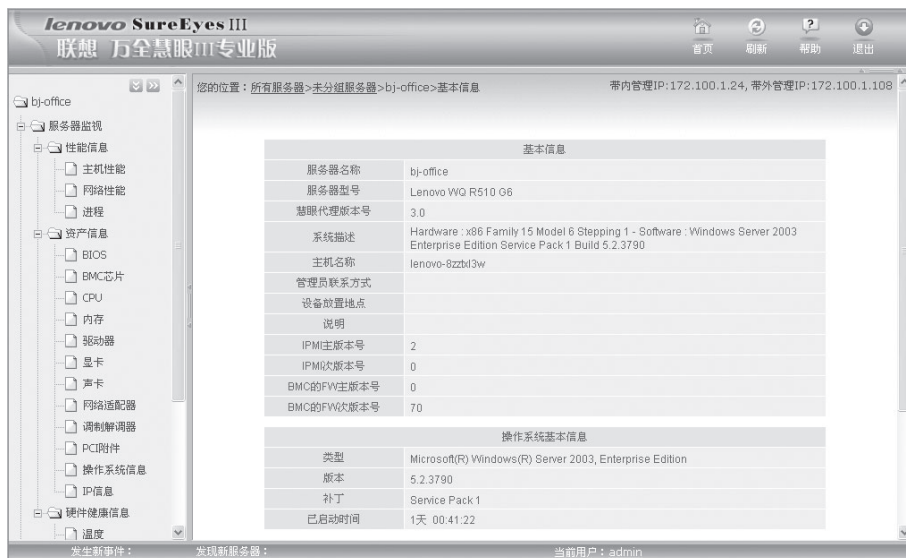 lenovo SureEyes III
联想 万全慧眼III专业版
首页 刷新 帮助 退出
bj-office
服务器监视
性能信息
主机性能
网络性能
进程
资产信息
BIOS
BMC芯片
CPU
内存
驱动器
显卡
声卡
网络适配器
调制解调器
PCI附件
操作系统信息
IP信息
硬件健康信息
温度
您的位置：所有服务器>未分组服务器>bj-office>基本信息
带内管理IP:172.100.1.24, 带外管理IP:172.100.1.108
基本信息
服务器名称 bj-office
服务器型号 Lenovo WQ R510 G6
慧眼代理版本号 3.0
系统描述 Hardware : x86 Family 15 Model 6 Stepping 1 - Software : Windows Server 2003
Enterprise Edition Service Pack 1 Build 5.2.3790
主机名称 lenovo-8zztxl3w
管理员联系方式
设备放置地点
说明
IPMI主版本号 2
IPMI次版本号 0
BMC的FW主版本号 0
BMC的FW次版本号 70
操作系统基本信息
类型 Microsoft(R) Windows(R) Server 2003, Enterprise Edition
版本 5.2.3790
补丁 Service Pack 1
已启动时间 1天 00:41:22
发生新事件： 发现新服务器： 当前用户：admin